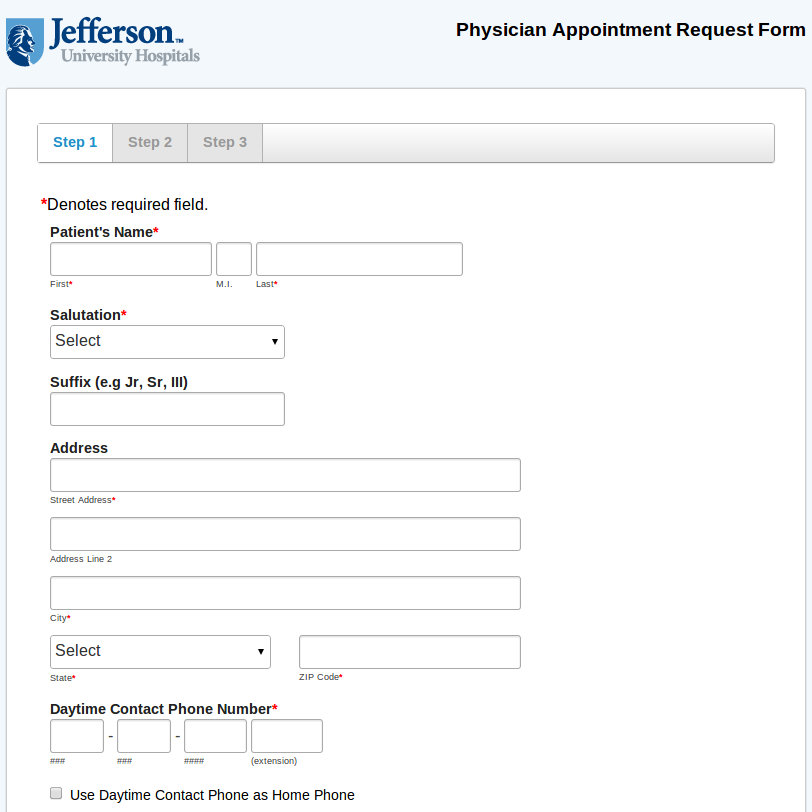 Jefferson™
University Hospitals
Physician Appointment Request Form
Step 1 Step 2 Step 3
*Denotes required field.
Patient's Name*
First* M.I. Last*
Salutation*
Select
Suffix (e.g Jr, Sr, III)
Address
Street Address*
Address Line 2
City*
Select
State* ZIP Code*
Daytime Contact Phone Number*
- -
### ### #### (extension)
Use Daytime Contact Phone as Home Phone